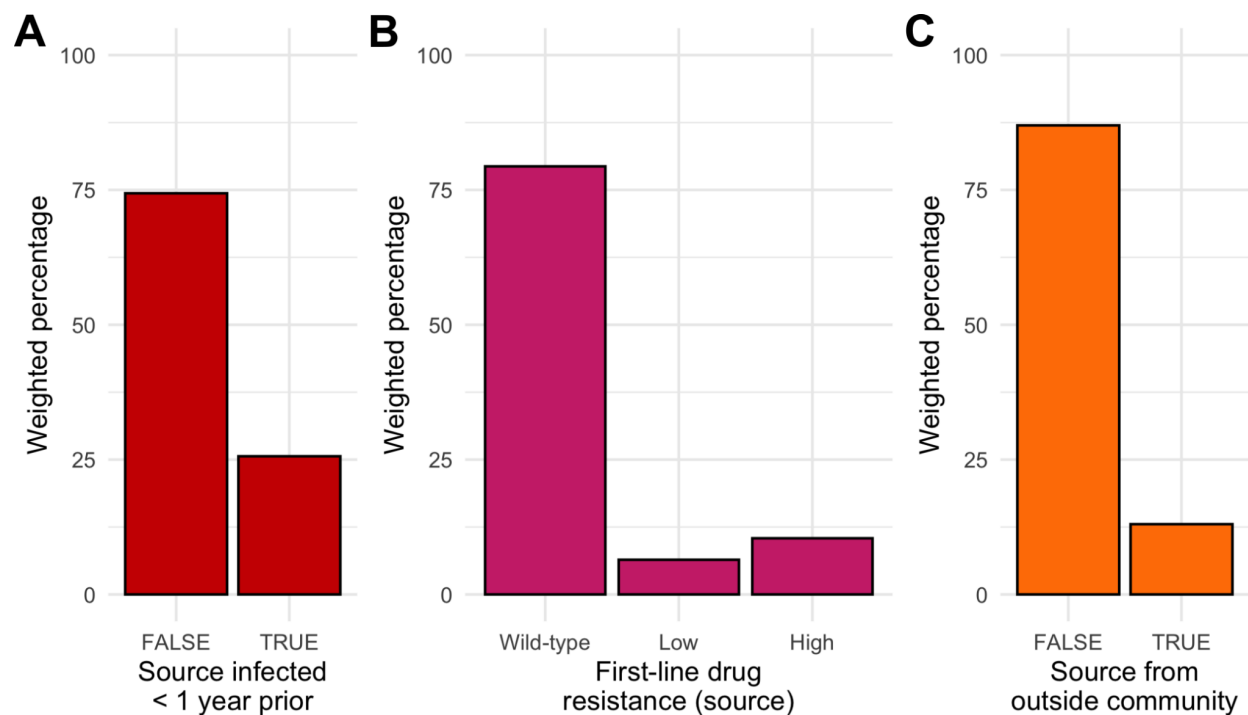 A
Weighted percentage
100
75
50
25
0
FALSE TRUE
Source infected
< 1 year prior
B
Weighted percentage
100
75
50
25
0
Wild-type Low High
First-line drug
resistance (source)
C
Weighted percentage
100
75
50
25
0
FALSE TRUE
Source from
outside community